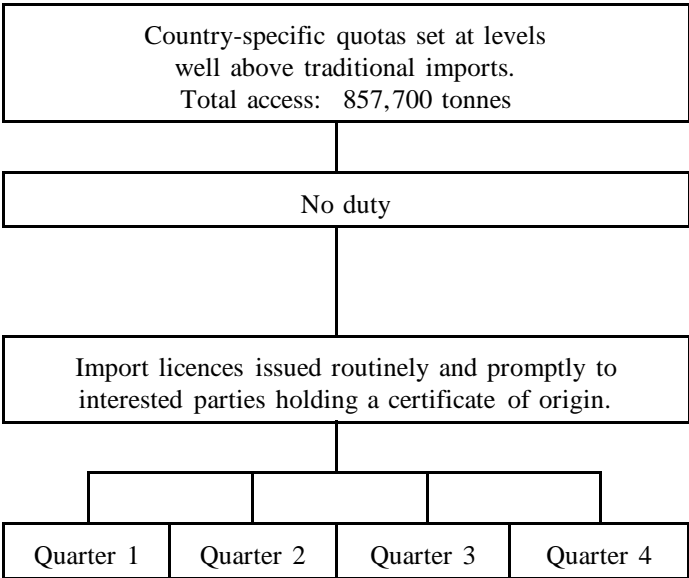 Country-specific quotas set at levels
well above traditional imports.
Total access: 857,700 tonnes
No duty
Import licences issued routinely and promptly to
interested parties holding a certificate of origin.
Quarter 1 Quarter 2 Quarter 3 Quarter 4